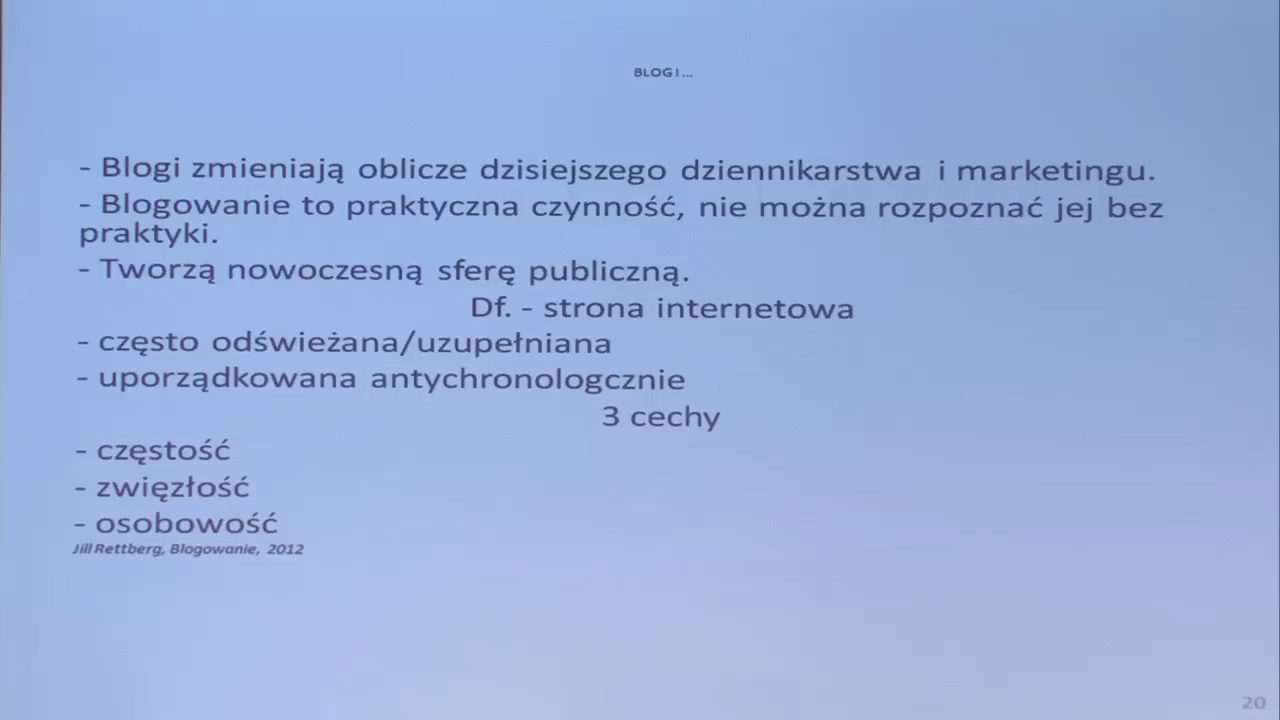 BLOGI...
- Blogi zmieniają oblicze dzisiejszego dziennikarstwa i marketingu.
- Blogowanie to praktyczna czynność, nie można rozpoznać jej bez
praktyki.
- Tworzą nowoczesną sferę publiczną.
Df. - strona internetowa
- często odświeżana/uzupełniana
- uporządkowana antychronologcznie
3 cechy
- częstość
- zwięzłość
- osobowość
Jill Rettberg, Blogowanie, 2012
20